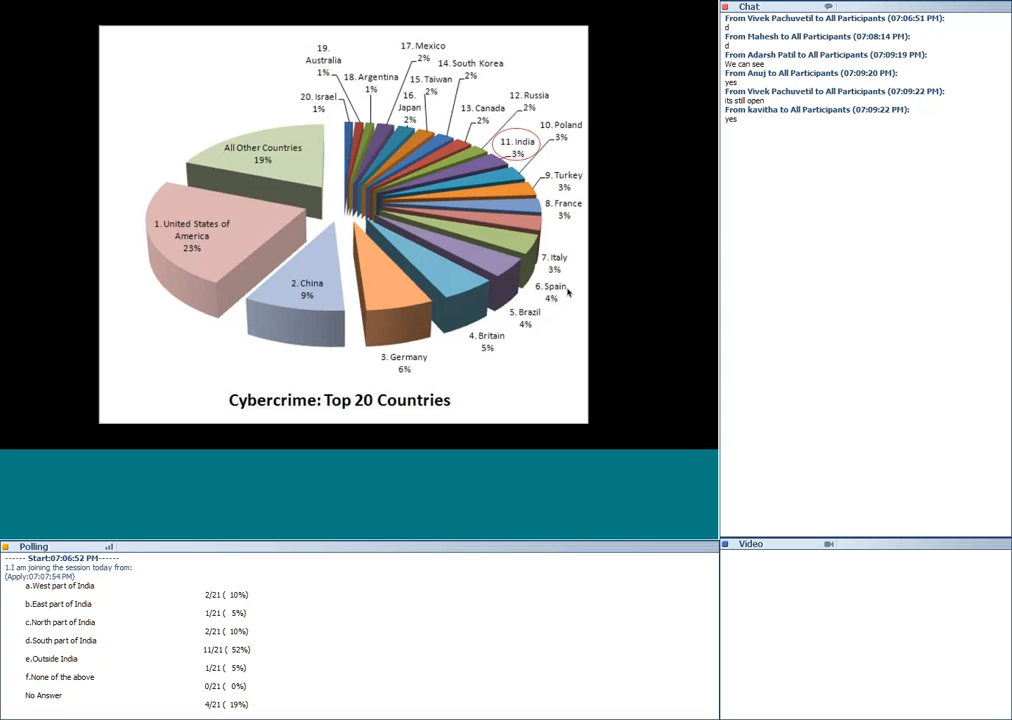 19.
Australia
1%
20. Israel
1%
18. Argentina
1%
17. Mexico
2%
16.
Japan
2%
15. Taiwan
2%
14. South Korea
2%
13. Canada
2%
12. Russia
2%
11. India
3%
10. Poland
3%
9. Turkey
3%
8. France
3%
7. Italy
3%
6. Spain
4%
5. Brazil
4%
4. Britain
5%
3. Germany
6%
2. China
9%
1. United States of
America
23%
All Other Countries
19%
Cybercrime: Top 20 Countries
Chat
From Vivek Pachuvetil to All Participants (07:06:51 PM):
d
From Mahesh to All Participants (07:08:14 PM):
d
From Adarsh Patil to All Participants (07:09:19 PM):
We can see
From Anuj to All Participants (07:09:20 PM):
yes
From Vivek Pachuvetil to All Participants (07:09:22 PM):
its still open
From kavitha to All Participants (07:09:22 PM):
yes
Polling
------ Start:07:06:52 PM------
1.I am joining the session today from:
(Apply:07:07:54 PM)
a.West part of India
2/21 ( 10%)
b.East part of India
1/21 ( 5%)
c.North part of India
2/21 ( 10%)
d.South part of India
11/21 ( 52%)
e.Outside India
1/21 ( 5%)
f.None of the above
0/21 ( 0%)
No Answer
4/21 ( 19%)
Video